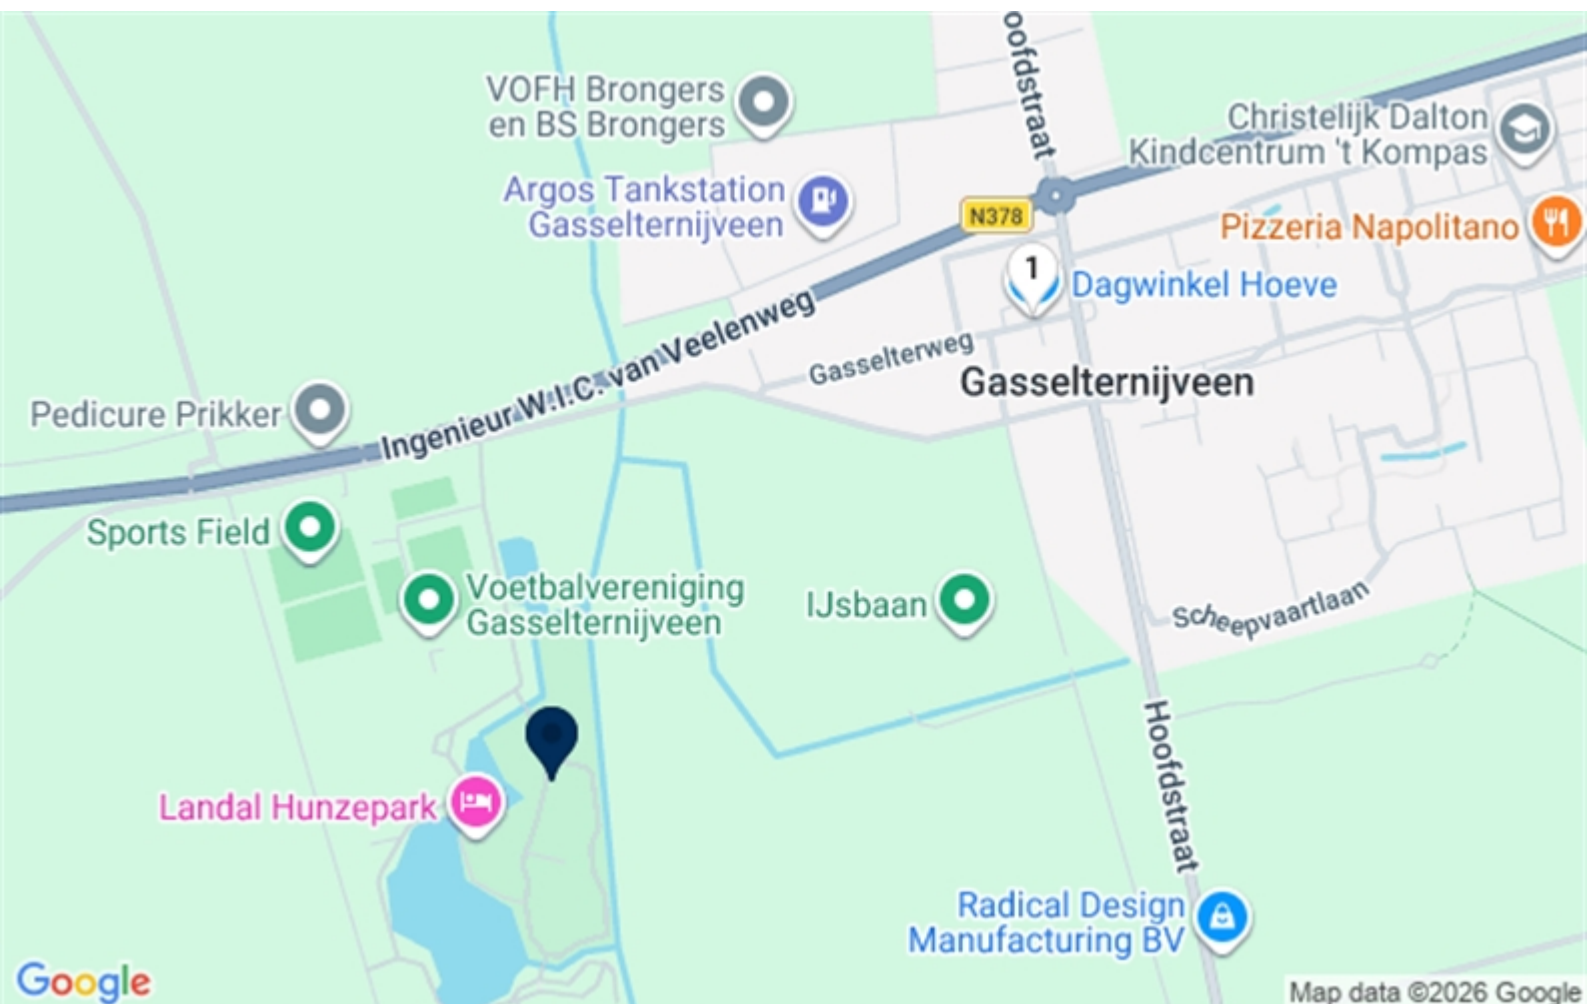 oofdstraat
VOFH Brongers
en BS Brongers
Christelijk Dalton
Kindcentrum 't Kompas
Argos Tankstation
Gasselternijveen
N378
Pizzeria Napolitano
1
Dagwinkel Hoeve
Ingenieur W.I.C. van Veelenweg
Gasselterweg
Gasselternijveen
Pedicure Prikker
Sports Field
Voetbalvereniging
Gasselternijveen
IJsbaan
Scheepvaartlaan
Hoofdstraat
Landal Hunzepark
Radical Design
Manufacturing BV
Google
Map data ©2026 Google